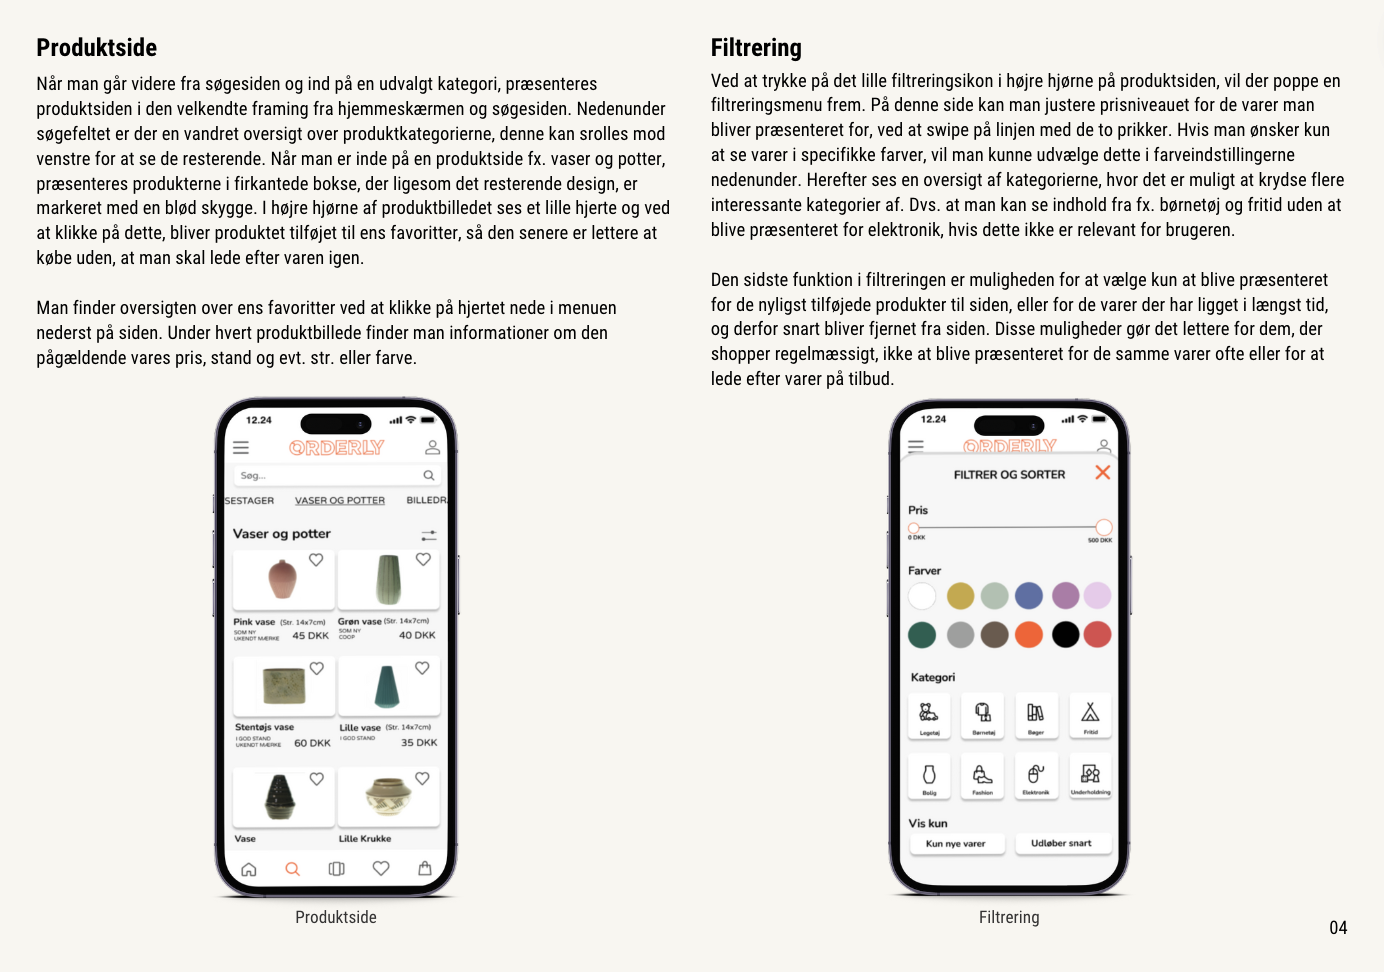 Produktside
Når man går videre fra søgesiden og ind på en udvalgt kategori, præsenteres
produktsiden i den velkendte framing fra hjemmeskærmen og søgesiden. Nedenunder
søgefeltet er der en vandret oversigt over produktkategorierne, denne kan srolles mod
venstre for at se de resterende. Når man er inde på en produktside fx. vaser og potter,
præsenteres produkterne i firkantede bokse, der ligesom det resterende design, er
markeret med en blød skygge. I højre hjørne af produktbilledet ses et lille hjerte og ved
at klikke på dette, bliver produktet tilføjet til ens favoritter, så den senere er lettere at
købe uden, at man skal lede efter varen igen.
Man finder oversigten over ens favoritter ved at klikke på hjertet nede i menuen
nederst på siden. Under hvert produktbillede finder man informationer om den
pågældende vares pris, stand og evt. str. eller farve.
12.24
ORDERLY
Søg...
SESTAGER VASER OG POTTER BILLEDR
Vaser og potter
Pink vase (Str. 14x7cm)
SOM NY
UKENDT MÆRKE
45 DKK
Grøn vase (Str. 14x7cm)
SOM NY
COOP
40 DKK
Stentøjs vase
I GOD STAND
UKENDT MÆRKE
60 DKK
Lille vase (Str. 14x7cm)
I GOD STAND
35 DKK
Vase
Lille Krukke
Produktside
Filtrering
Ved at trykke på det lille filtreringsikon i højre hjørne på produktsiden, vil der poppe en
filtreringsmenu frem. På denne side kan man justere prisniveauet for de varer man
bliver præsenteret for, ved at swipe på linjen med de to prikker. Hvis man ønsker kun
at se varer i specifikke farver, vil man kunne udvælge dette i farveindstillingerne
nedenunder. Herefter ses en oversigt af kategorierne, hvor det er muligt at krydse flere
interessante kategorier af. Dvs. at man kan se indhold fra fx. børnetøj og fritid uden at
blive præsenteret for elektronik, hvis dette ikke er relevant for brugeren.
Den sidste funktion i filtreringen er muligheden for at vælge kun at blive præsenteret
for de nyligst tilføjede produkter til siden, eller for de varer der har ligget i længst tid,
og derfor snart bliver fjernet fra siden. Disse muligheder gør det lettere for dem, der
shopper regelmæssigt, ikke at blive præsenteret for de samme varer ofte eller for at
lede efter varer på tilbud.
12.24
ORDERLY
FILTRER OG SORTER
Pris
0 DKK 500 DKK
Farver
Kategori
Legetøj Børnetøj Bøger Fritid
Bolig Fashion Elektronik Underholdning
Vis kun
Kun nye varer Udløber snart
Filtrering
04